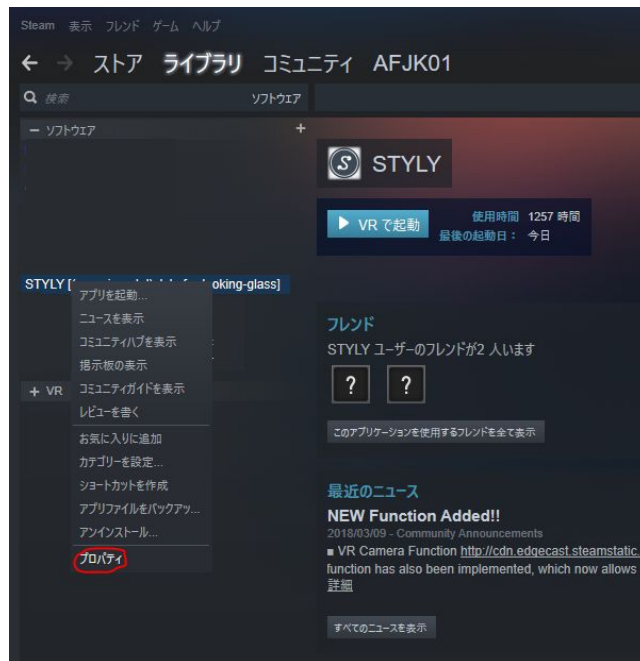 Steam 表示 フレンド ゲーム ヘルプ
ストア ライブラリ コミュニティ AFJK01
検索 ソフトウェア
ソフトウェア
STYLY
VR で起動
使用時間 1257 時間
最後の起動日： 今日
STYLY [ oking-glass]
アプリを起動...
ニュースを表示
コミュニティハブを表示
掲示板の表示
コミュニティガイドを表示
レビューを書く
お気に入りに追加
カテゴリーを設定...
ショートカットを作成
アプリファイルをバックアッ...
アンインストール...
プロパティ
VR
フレンド
STYLY ユーザーのフレンドが2 人います
? ?
このアプリケーションを使用するフレンドを全て表示
最近のニュース
NEW Function Added!!
2018/03/09 - Community Announcements
■ VR Camera Function http://cdn.edgecast.steamstatic.
function has also been implemented, which now allows
詳細
すべてのニュースを表示